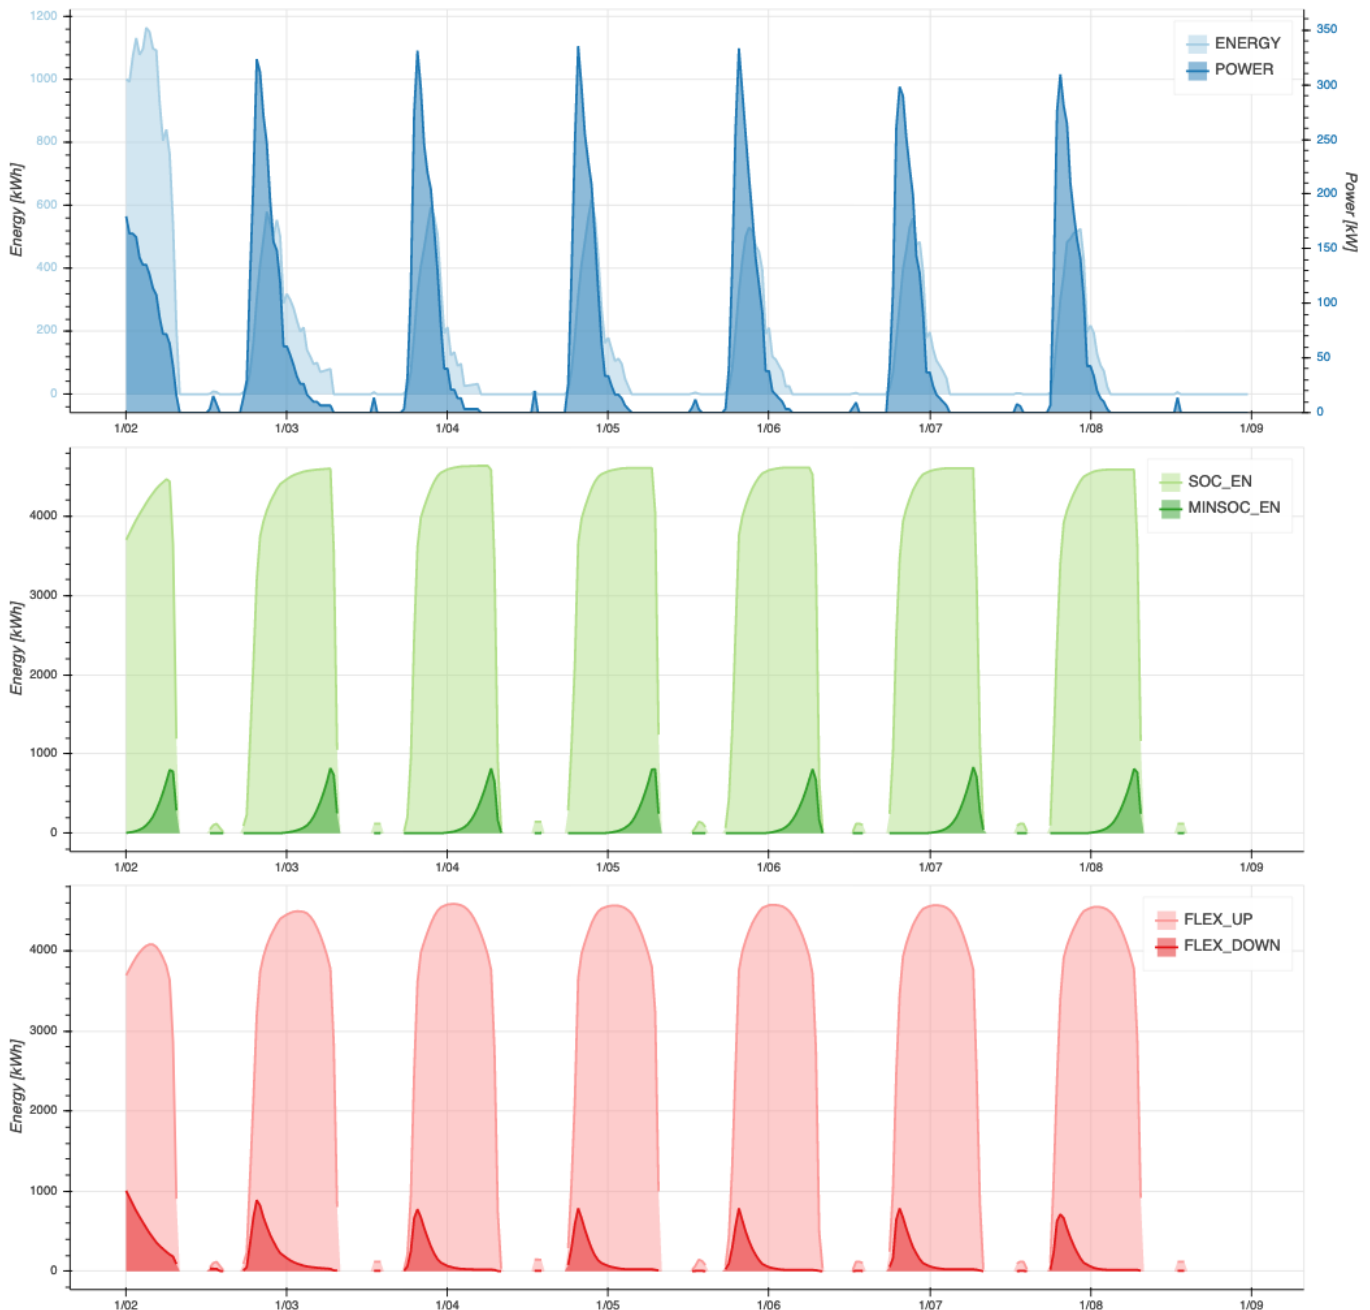 1200
1000
800
600
400
200
0
Energy [kWh]
350
300
250
200
150
100
50
0
Power [kW]
ENERGY
POWER
1/02 1/03 1/04 1/05 1/06 1/07 1/08 1/09
4000
3000
2000
1000
0
Energy [kWh]
SOC_EN
MINSOC_EN
1/02 1/03 1/04 1/05 1/06 1/07 1/08 1/09
4000
3000
2000
1000
0
Energy [kWh]
FLEX_UP
FLEX_DOWN
1/02 1/03 1/04 1/05 1/06 1/07 1/08 1/09